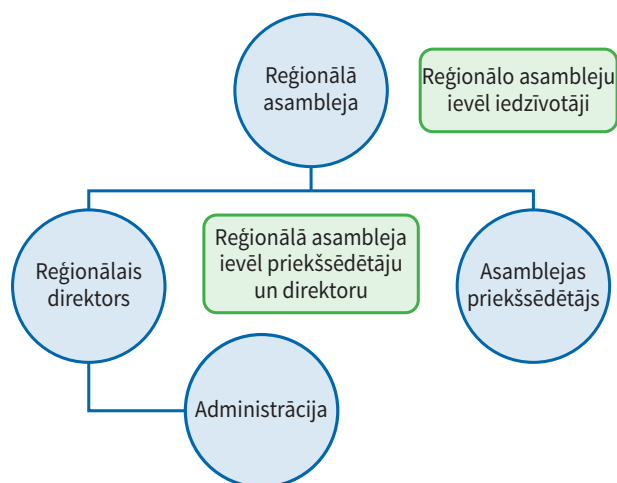 Reģionālā
asambleja
Reģionālo asambleju
ievēl iedzīvotāji
Reģionālais
direktors
Reģionālā asambleja
ievēl priekšsēdētāju
un direktoru
Asamblejas
priekšsēdētājs
Administrācija